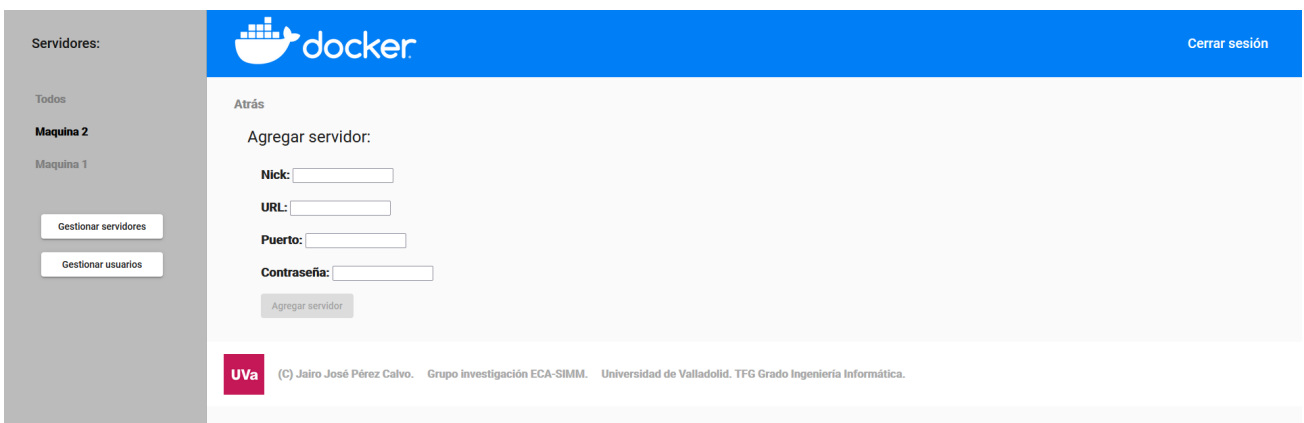 Servidores:
docker
Cerrar sesión
Todos
Maquina 2
Maquina 1
Gestionar servidores
Gestionar usuarios
Atrás
Agregar servidor:
Nick:
URL:
Puerto:
Contraseña:
Agregar servidor
UVa
(C) Jairo José Pérez Calvo. Grupo investigación ECA-SIMM. Universidad de Valladolid. TFG Grado Ingeniería Informática.